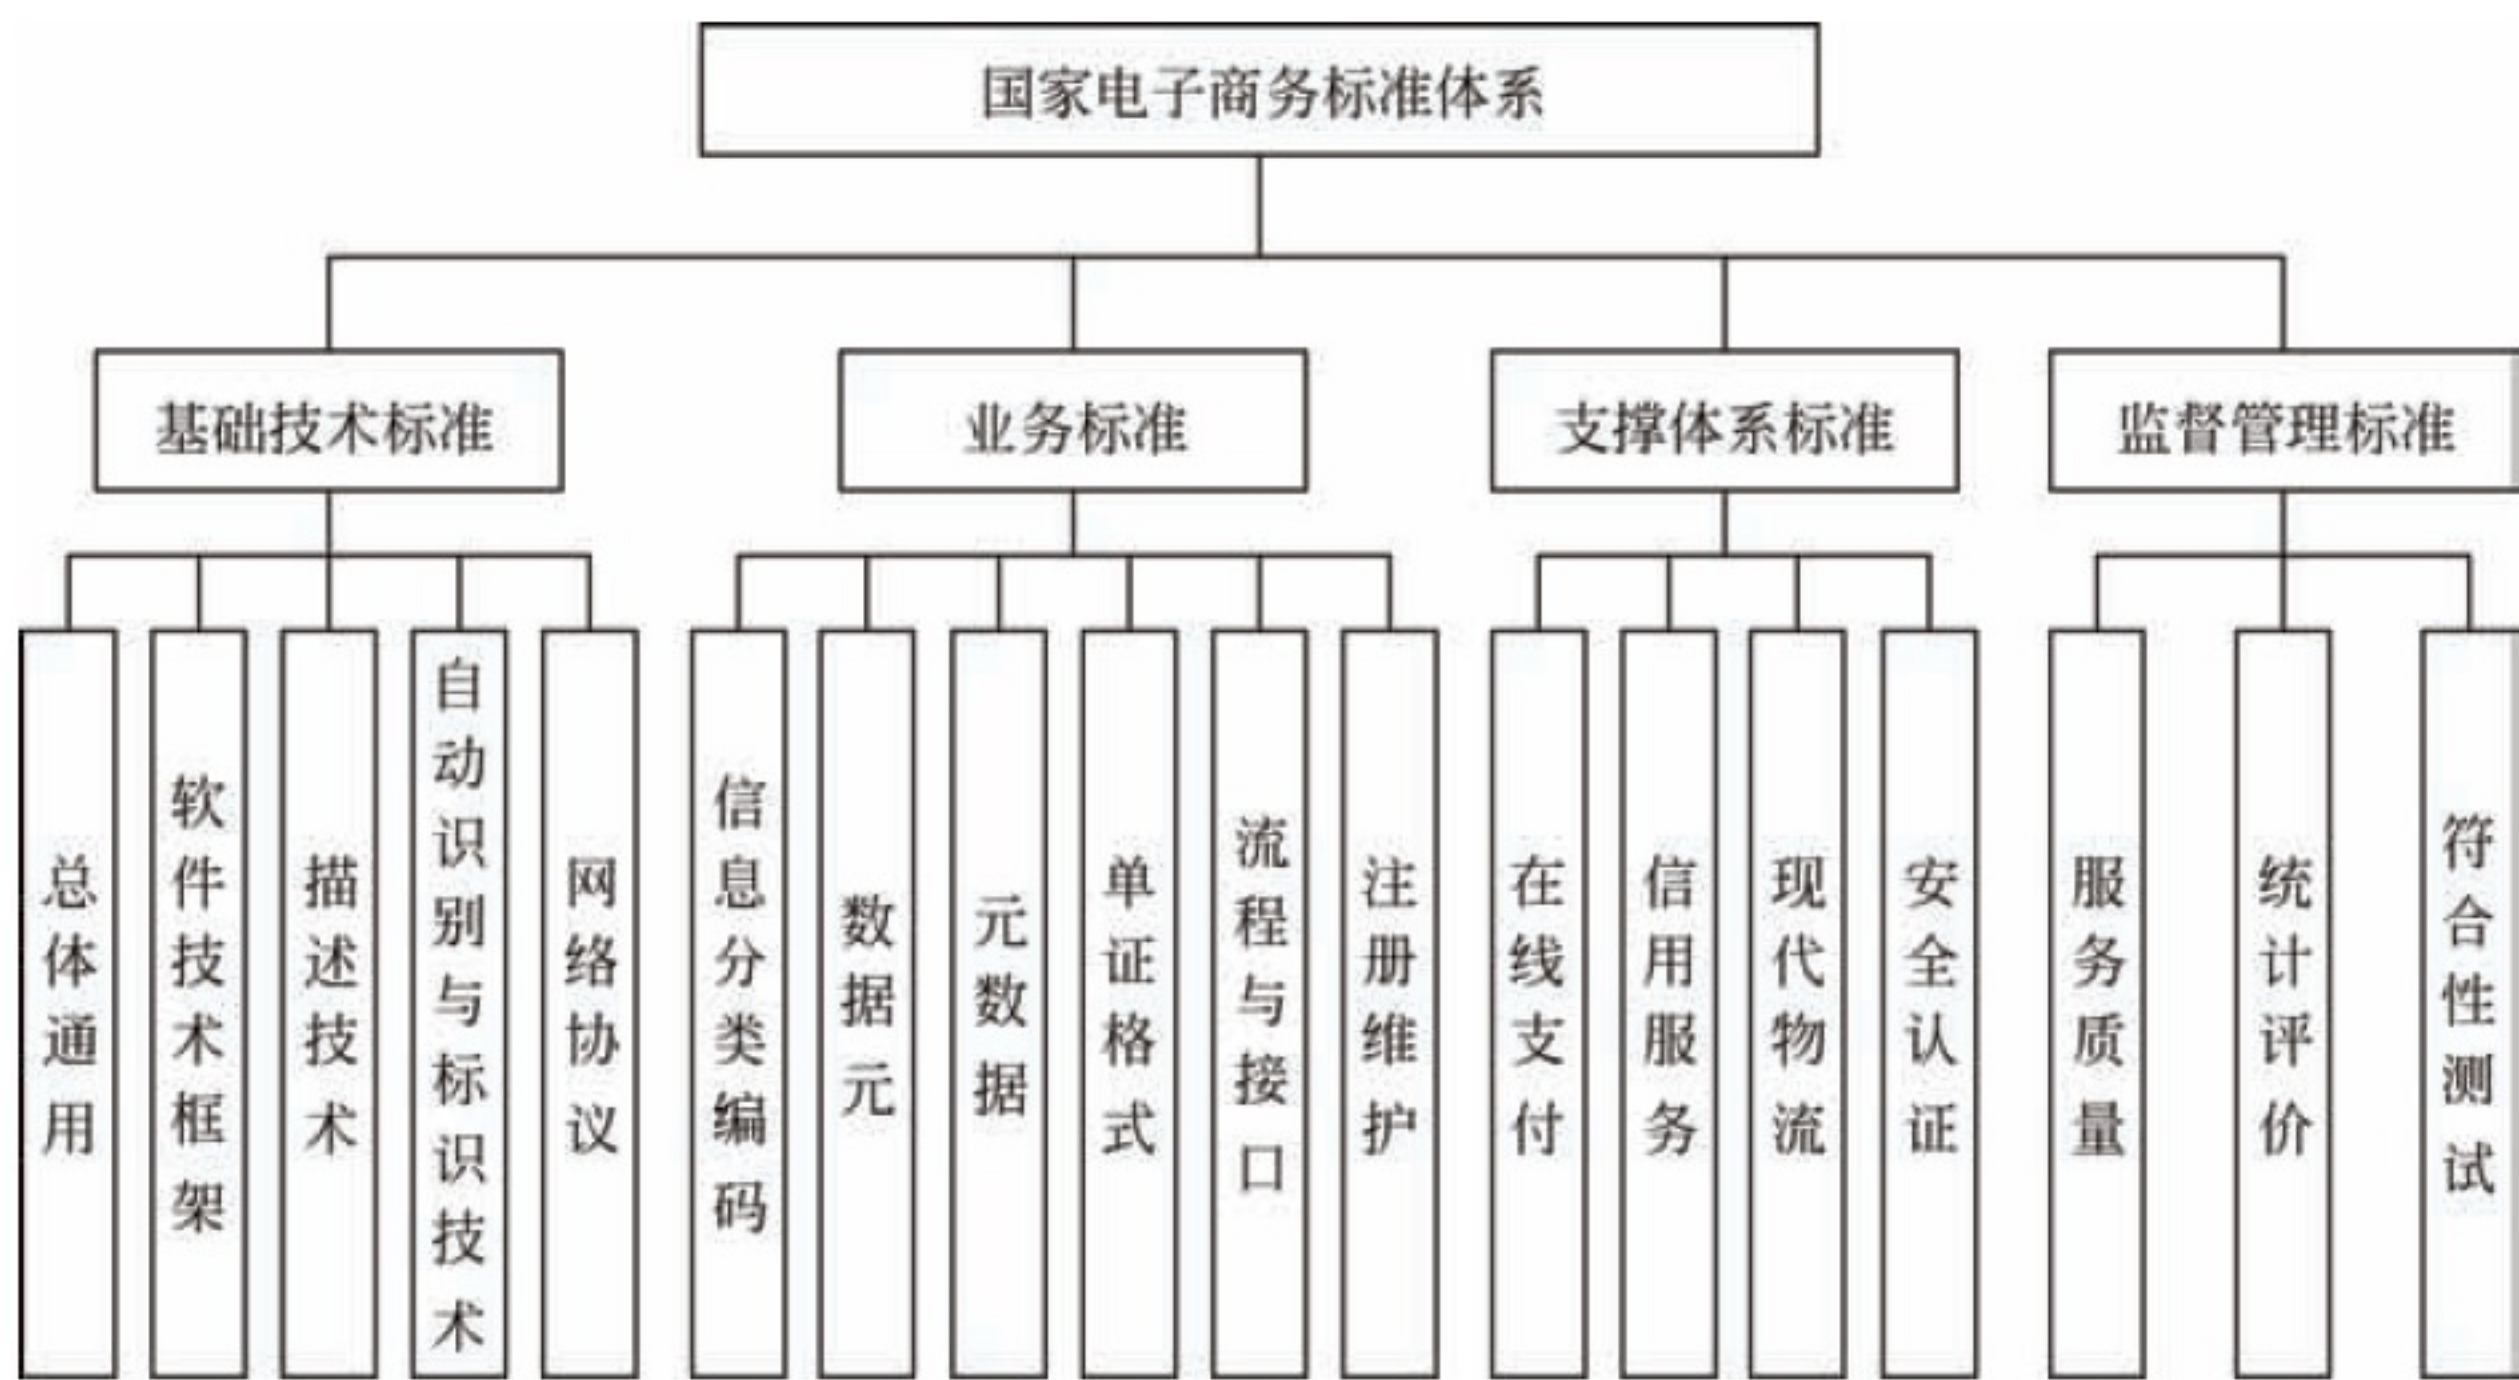 国家电子商务标准体系
基础技术标准
业务标准
支撑体系标准
监督管理标准
总体通用
软件技术框架
描述技术
自动识别与标识技术
网络协议
信息分类编码
数据元
元数据
单证格式
流程与接口
注册维护
在线支付
信用服务
现代物流
安全认证
服务质量
统计评价
符合性测试